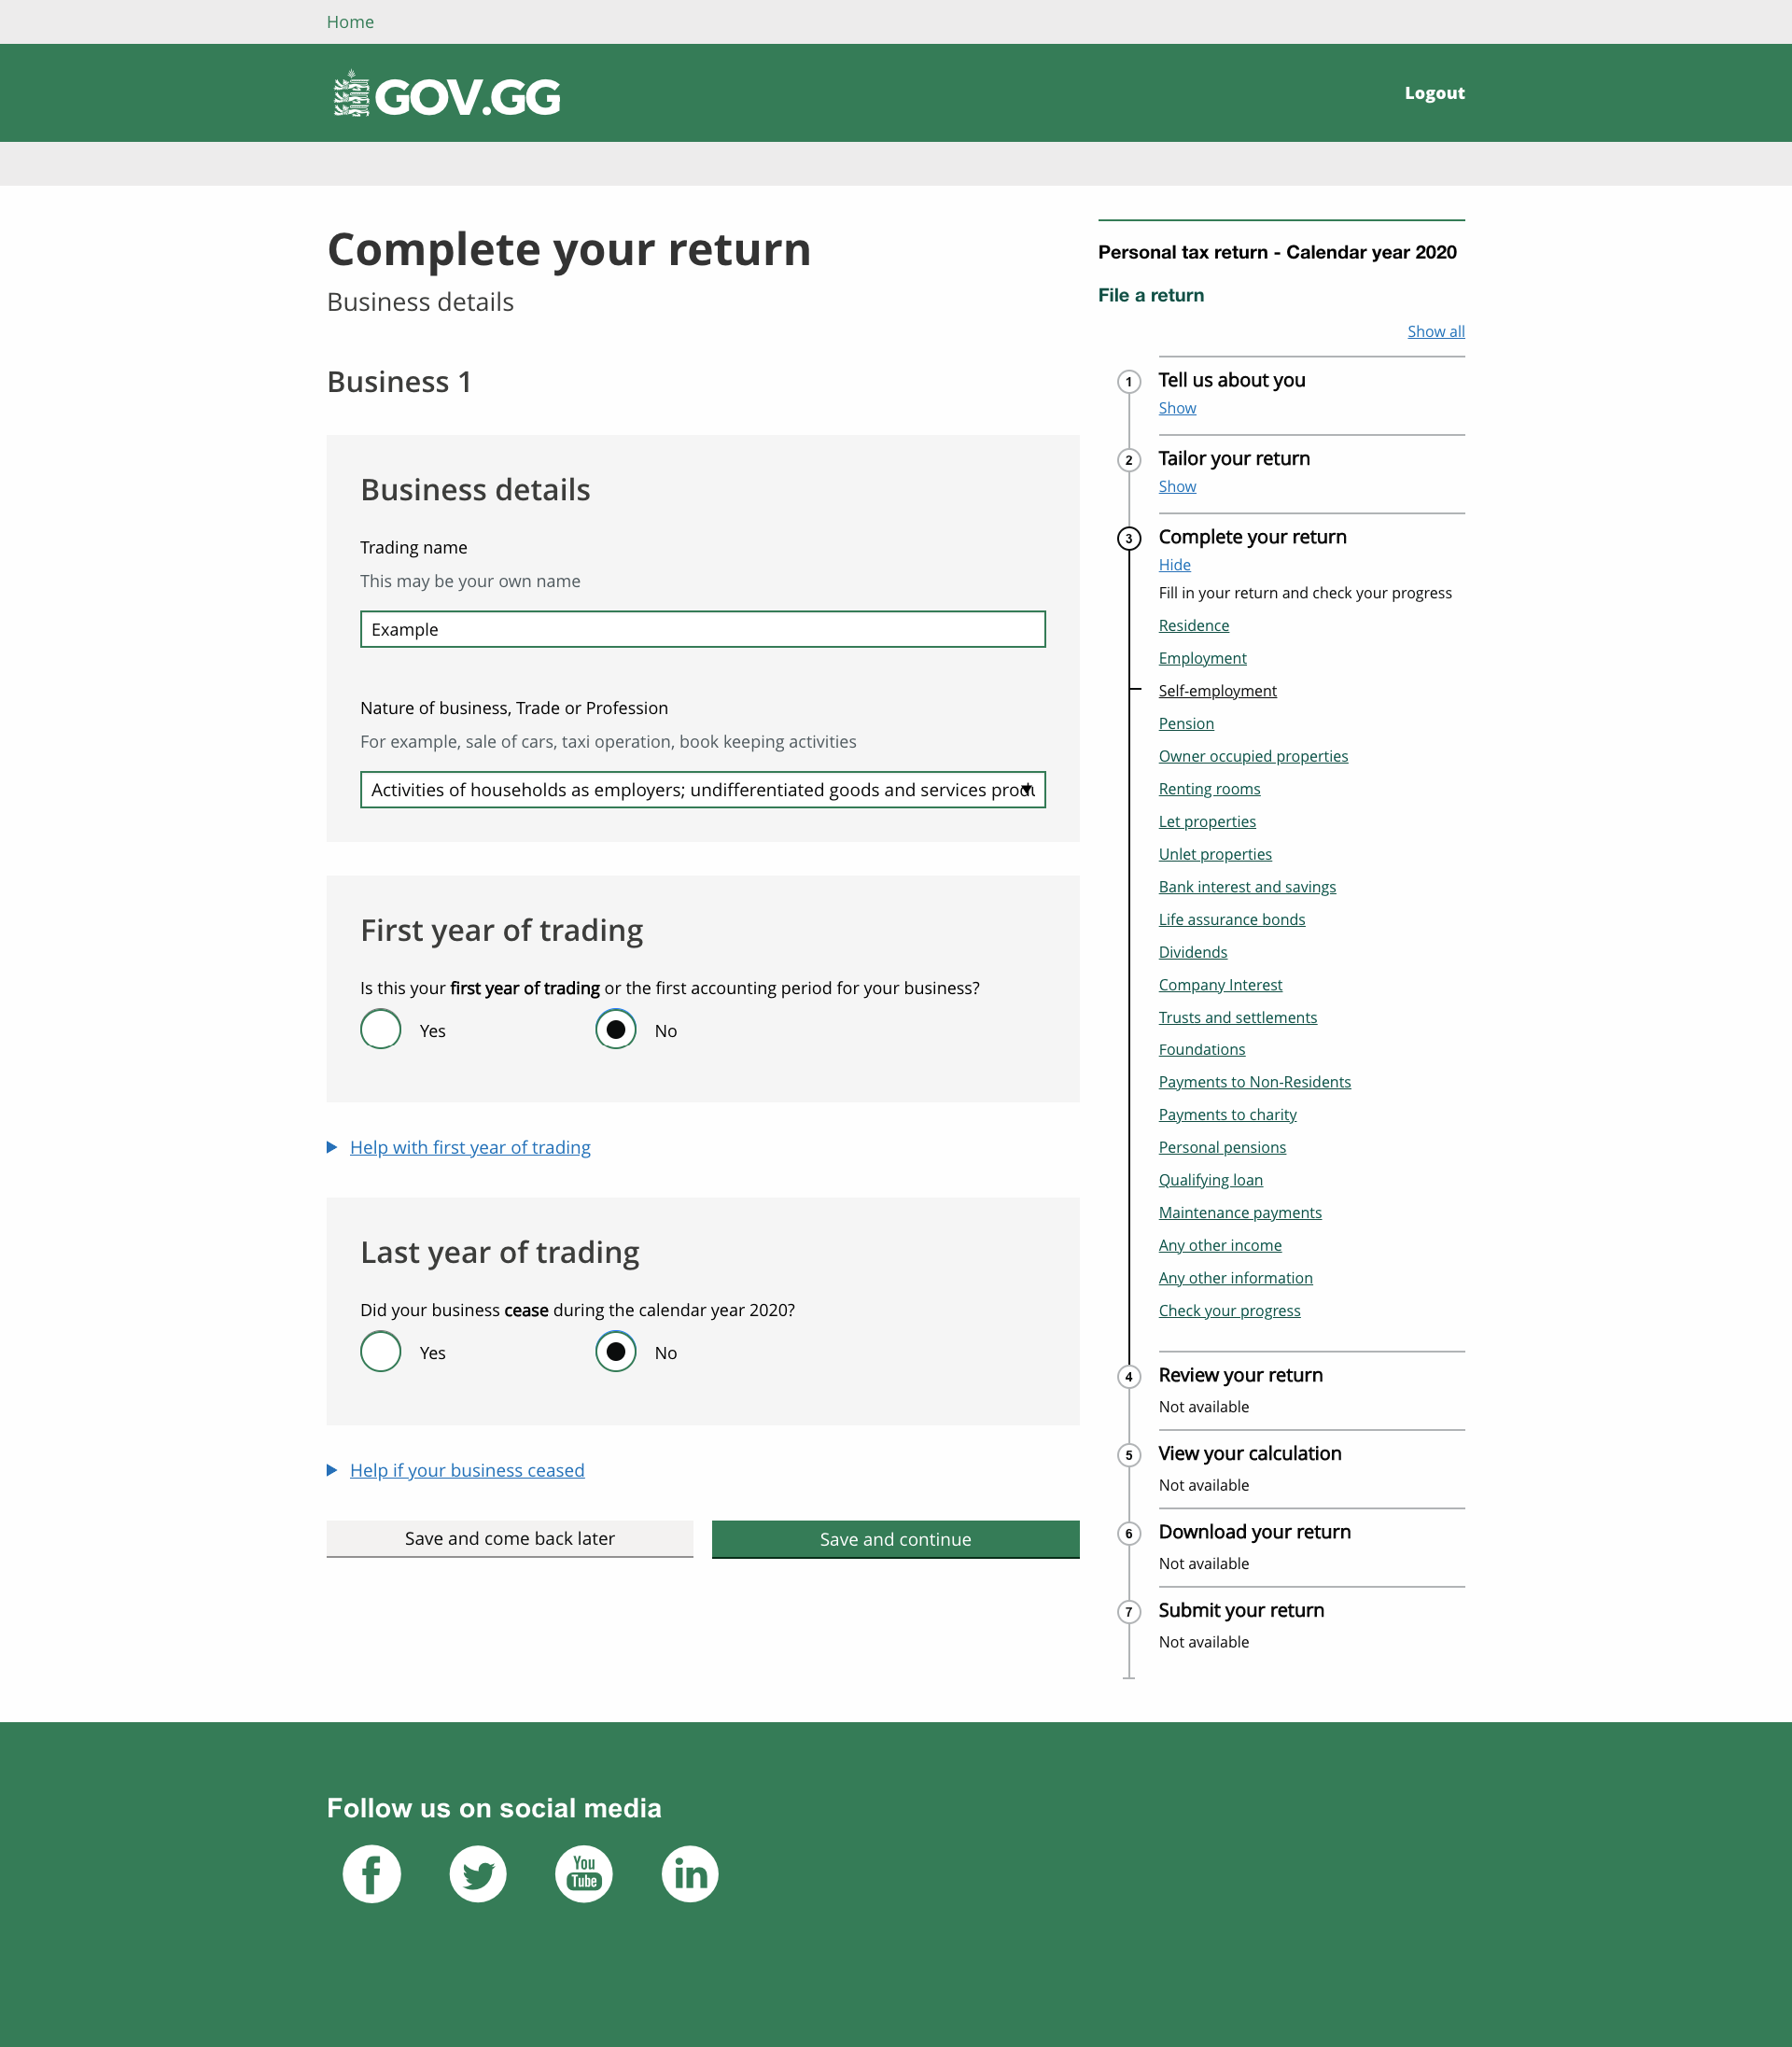 Home
GOV.GG
Logout
Complete your return
Business details
Business 1
Business details
Trading name
This may be your own name
Example
Nature of business, Trade or Profession
For example, sale of cars, taxi operation, book keeping activities
Activities of households as employers; undifferentiated goods and services
First year of trading
Is this your first year of trading or the first accounting period for your business?
Yes
No
Help with first year of trading
Last year of trading
Did your business cease during the calendar year 2020?
Yes
No
Help if your business ceased
Save and come back later
Save and continue
Personal tax return - Calendar year 2020
File a return
Show all
1
Tell us about you
Show
2
Tailor your return
Show
3
Complete your return
Hide
Fill in your return and check your progress
Residence
Employment
Self-employment
Pension
Owner occupied properties
Renting rooms
Let properties
Unlet properties
Bank interest and savings
Life assurance bonds
Dividends
Company Interest
Trusts and settlements
Foundations
Payments to Non-Residents
Payments to charity
Personal pensions
Qualifying loan
Maintenance payments
Any other income
Any other information
Check your progress
4
Review your return
Not available
5
View your calculation
Not available
6
Download your return
Not available
7
Submit your return
Not available
Follow us on social media
f
You
Tube
in